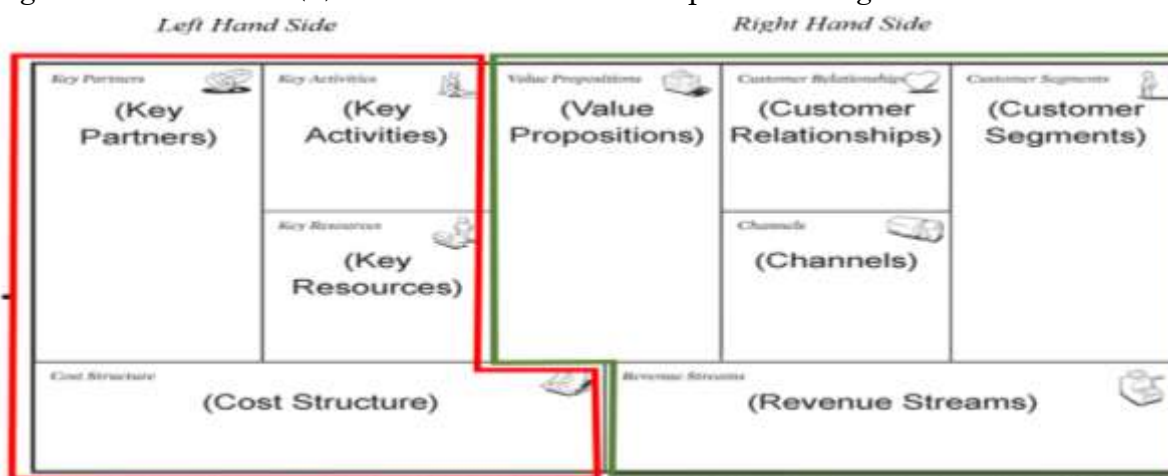 Left Hand Side
Right Hand Side
Key Partners
(Key
Partners)
Key Activities
(Key
Activities)
Key Resources
(Key
Resources)
Value Propositions
(Value
Propositions)
Customer Relationships
(Customer
Relationships)
Channels
(Channels)
Customer Segments
(Customer
Segments)
Cost Structure
(Cost Structure)
Revenue Streams
(Revenue Streams)